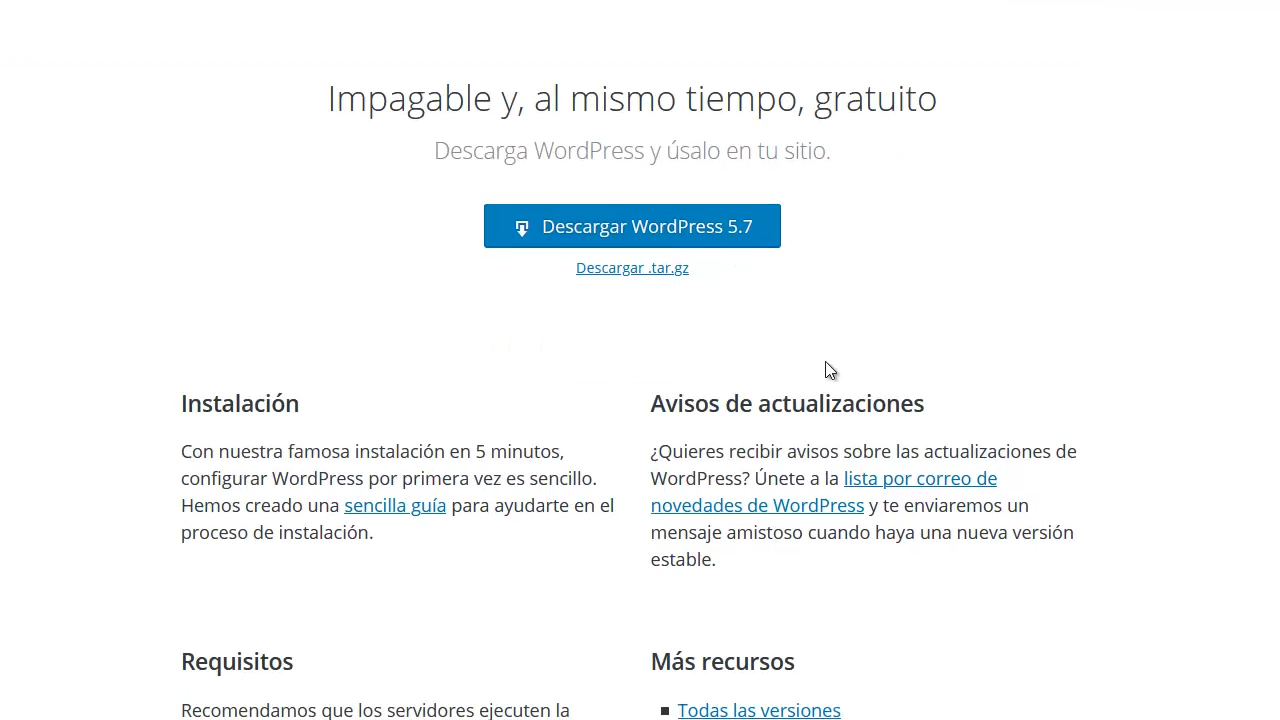 Impagable y, al mismo tiempo, gratuito
Descarga WordPress y úsalo en tu sitio.
Descargar WordPress 5.7
Descargar .tar.gz
Instalación
Con nuestra famosa instalación en 5 minutos,
configurar WordPress por primera vez es sencillo.
Hemos creado una sencilla guía para ayudarte en el
proceso de instalación.
Avisos de actualizaciones
¿Quieres recibir avisos sobre las actualizaciones de
WordPress? Únete a la lista por correo de
novedades de WordPress y te enviaremos un
mensaje amistoso cuando haya una nueva versión
estable.
Requisitos
Recomendamos que los servidores ejecuten la
Más recursos
Todas las versiones